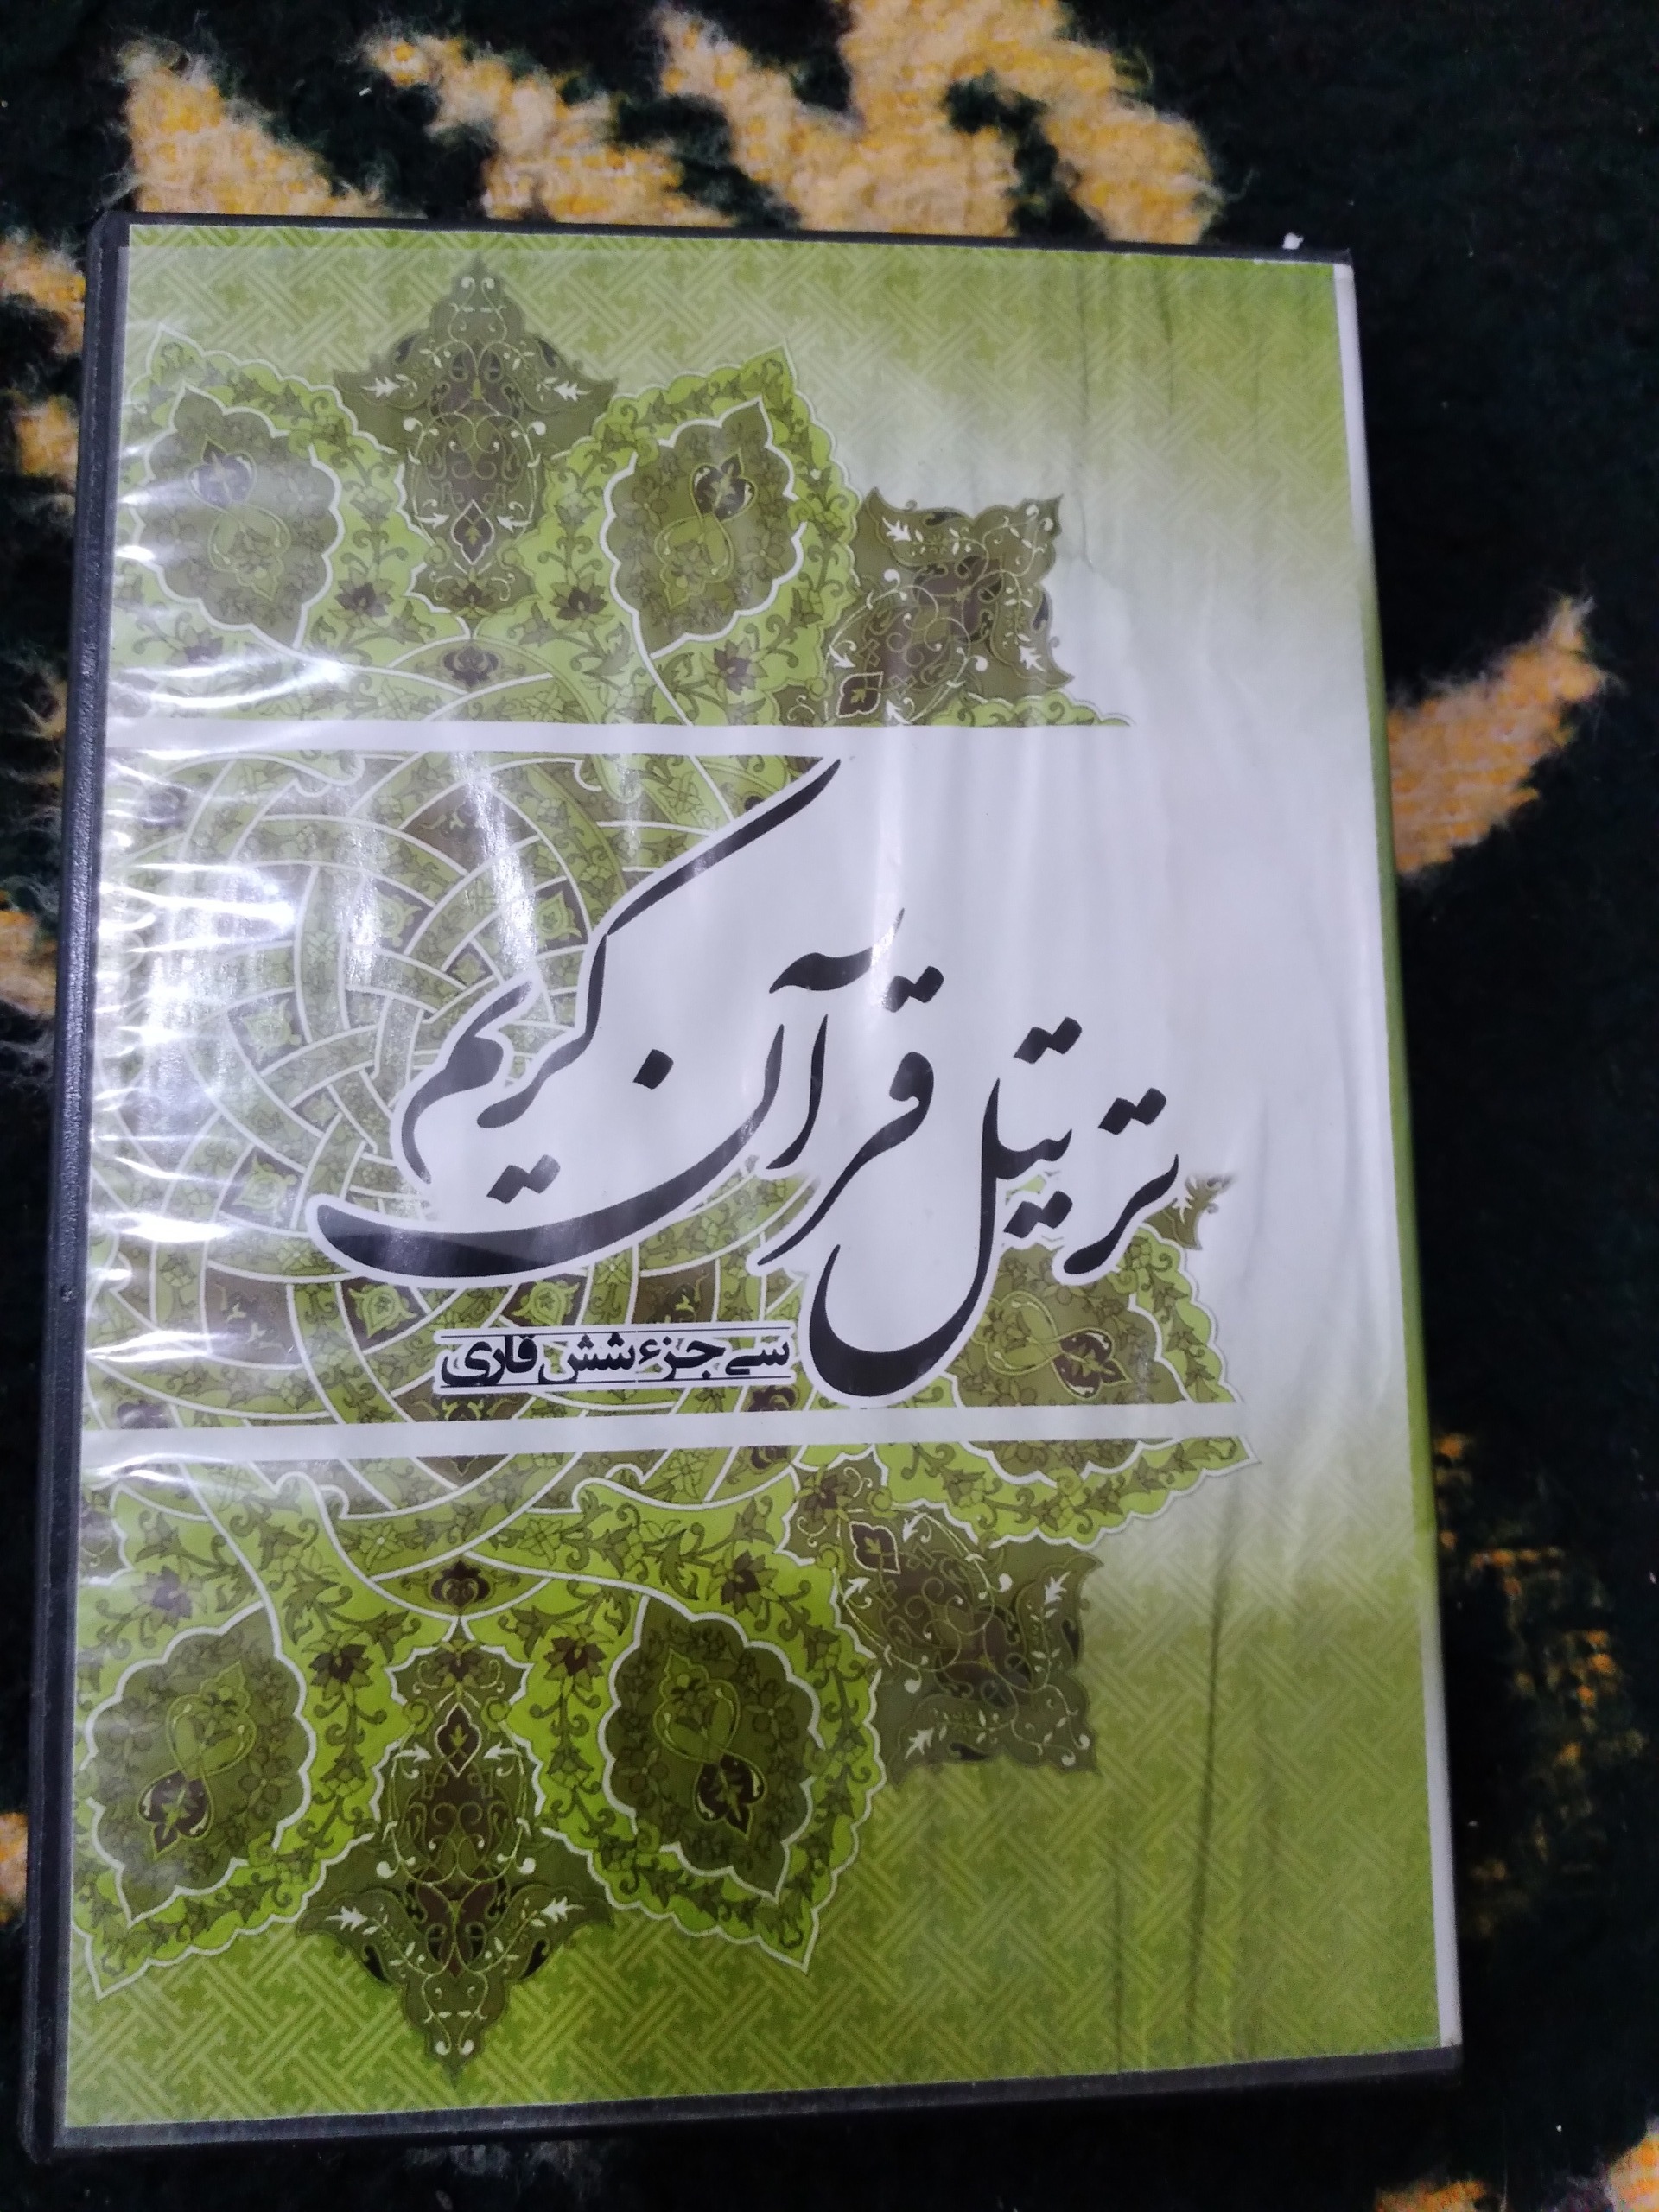 ترتیل قرآن کریم
سی جزء شش قاری